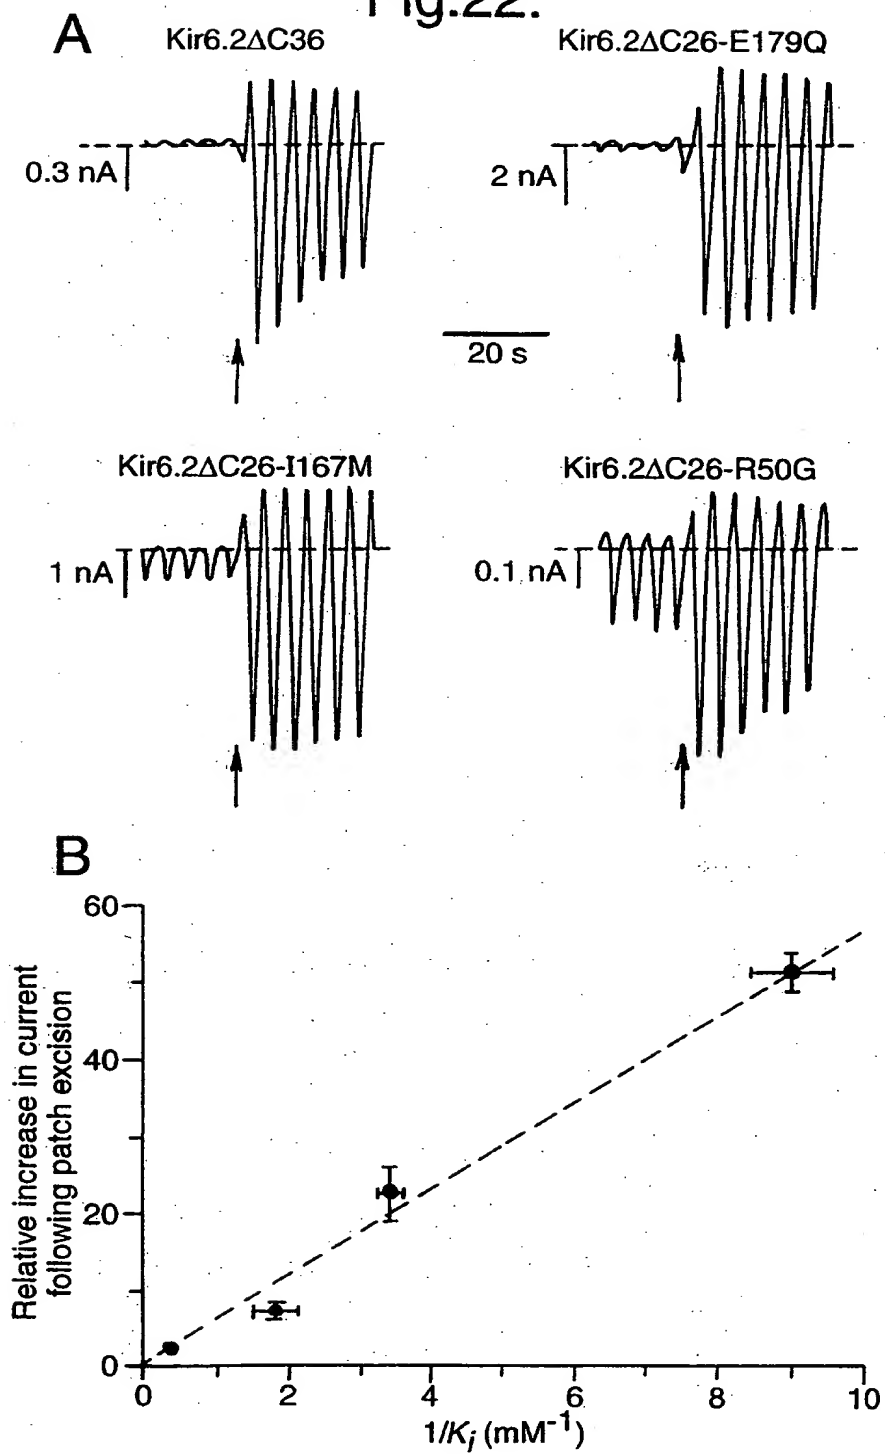 Fig.22.
A
Kir6.2ΔC36
Kir6.2ΔC26-E179Q
0.3 nA
2 nA
20 s
Kir6.2ΔC26-I167M
Kir6.2ΔC26-R50G
1 nA
0.1 nA
B
Relative increase in current
following patch excision
60
40
20
0
0 2 4 6 8 10
1/Ki (mM-1)